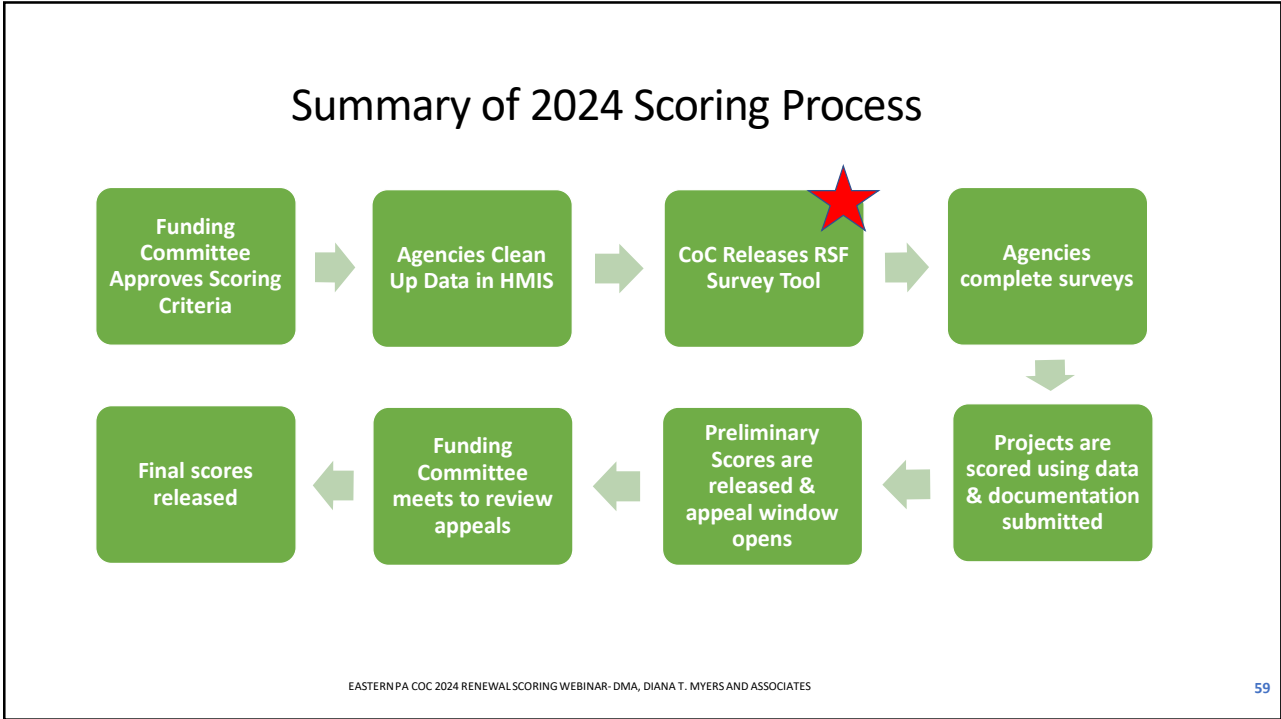 Summary of 2024 Scoring Process
Funding
Committee
Approves Scoring
Criteria
Agencies Clean
Up Data in HMIS
CoC Releases RSF
Survey Tool
Agencies
complete surveys
Projects are
scored using data
& documentation
submitted
Preliminary
Scores are
released &
appeal window
opens
Funding
Committee
meets to review
appeals
Final scores
released
EASTERN PA COC 2024 RENEWAL SCORING WEBINAR- DMA, DIANA T. MYERS AND ASSOCIATES
59